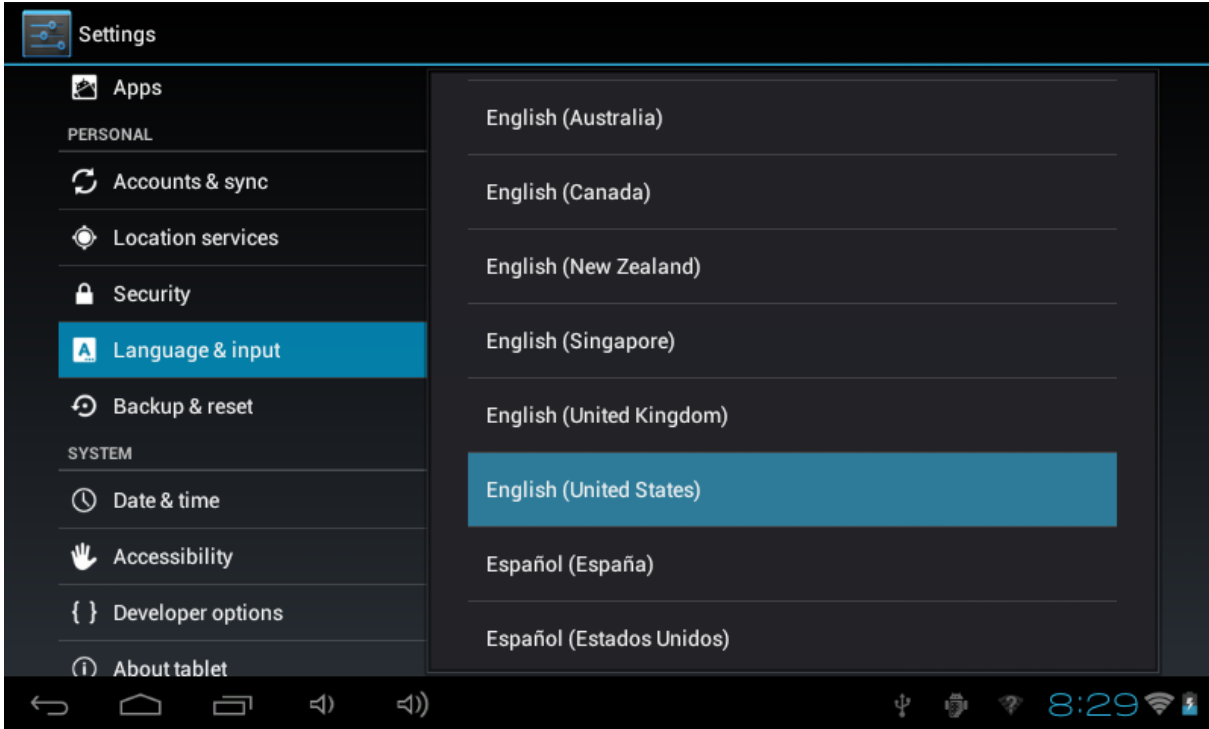 Settings
Apps
PERSONAL
Accounts & sync
Location services
Security
Language & input
Backup & reset
SYSTEM
Date & time
Accessibility
{ } Developer options
About tablet
English (Australia)
English (Canada)
English (New Zealand)
English (Singapore)
English (United Kingdom)
English (United States)
Español (España)
Español (Estados Unidos)
8:29